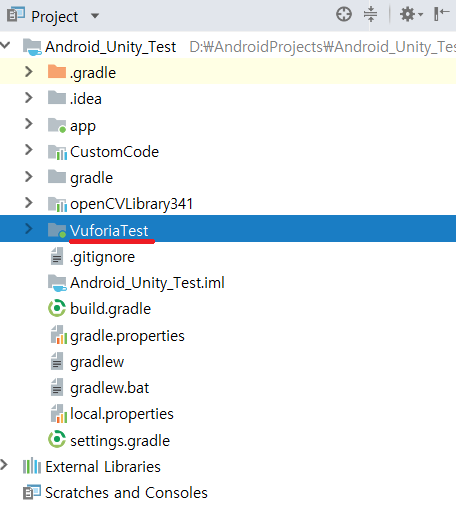 Project
Android_Unity_Test D:₩AndroidProjects₩Android_Unity_Tes
.gradle
.idea
app
CustomCode
gradle
openCVLibrary341
VuforiaTest
.gitignore
Android_Unity_Test.iml
build.gradle
gradle.properties
gradlew
gradlew.bat
local.properties
settings.gradle
External Libraries
Scratches and Consoles